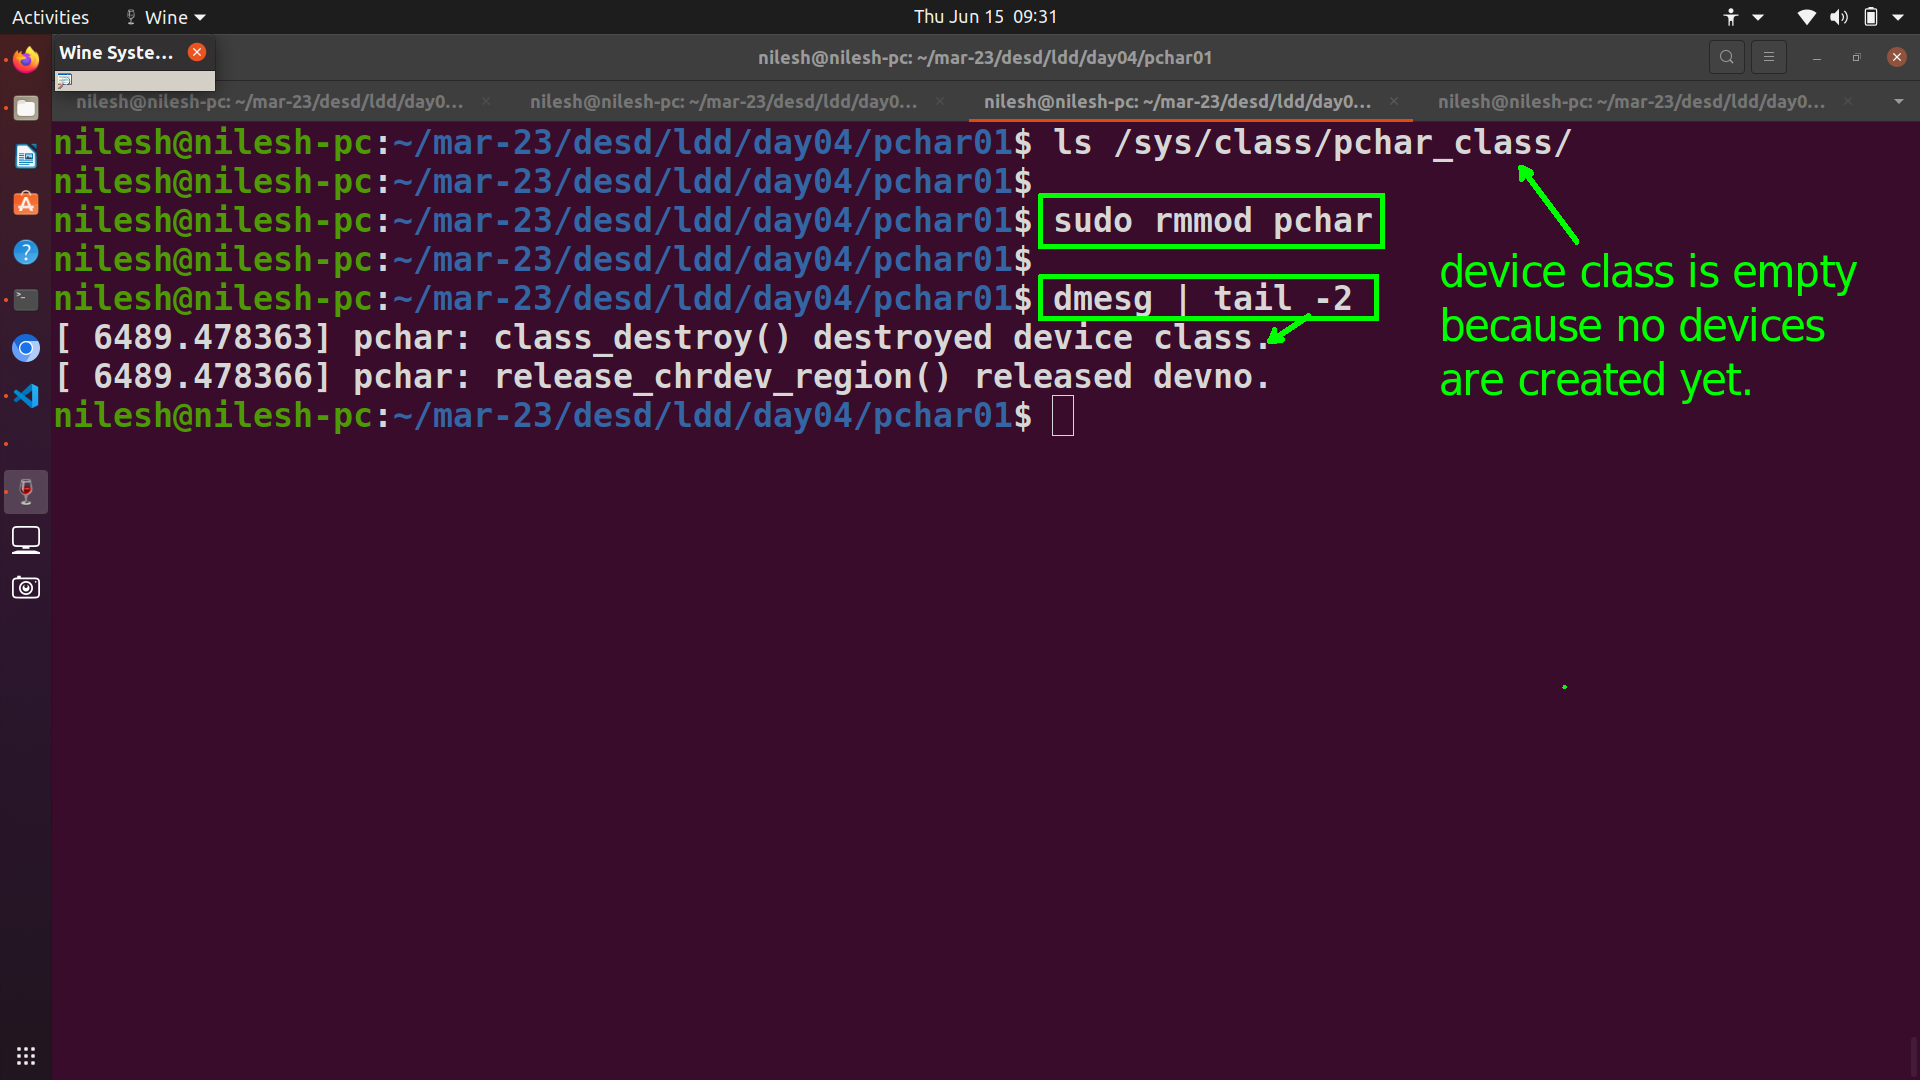 Activities
Wine
Thu Jun 15 09:31
Wine Syste...
nilesh@nilesh-pc: ~/mar-23/desd/ldd/day04/pchar01
nilesh@nilesh-pc: ~/mar-23/desd/ldd/day0...
nilesh@nilesh-pc: ~/mar-23/desd/ldd/day0...
nilesh@nilesh-pc: ~/mar-23/desd/ldd/day0...
nilesh@nilesh-pc: ~/mar-23/desd/ldd/day0...
nilesh@nilesh-pc:~/mar-23/desd/ldd/day04/pchar01$ ls /sys/class/pchar_class/
nilesh@nilesh-pc:~/mar-23/desd/ldd/day04/pchar01$
nilesh@nilesh-pc:~/mar-23/desd/ldd/day04/pchar01$ sudo rmmod pchar
nilesh@nilesh-pc:~/mar-23/desd/ldd/day04/pchar01$
nilesh@nilesh-pc:~/mar-23/desd/ldd/day04/pchar01$ dmesg | tail -2
[ 6489.478363] pchar: class_destroy() destroyed device class.
[ 6489.478366] pchar: release_chrdev_region() released devno.
nilesh@nilesh-pc:~/mar-23/desd/ldd/day04/pchar01$
device class is empty
because no devices
are created yet.